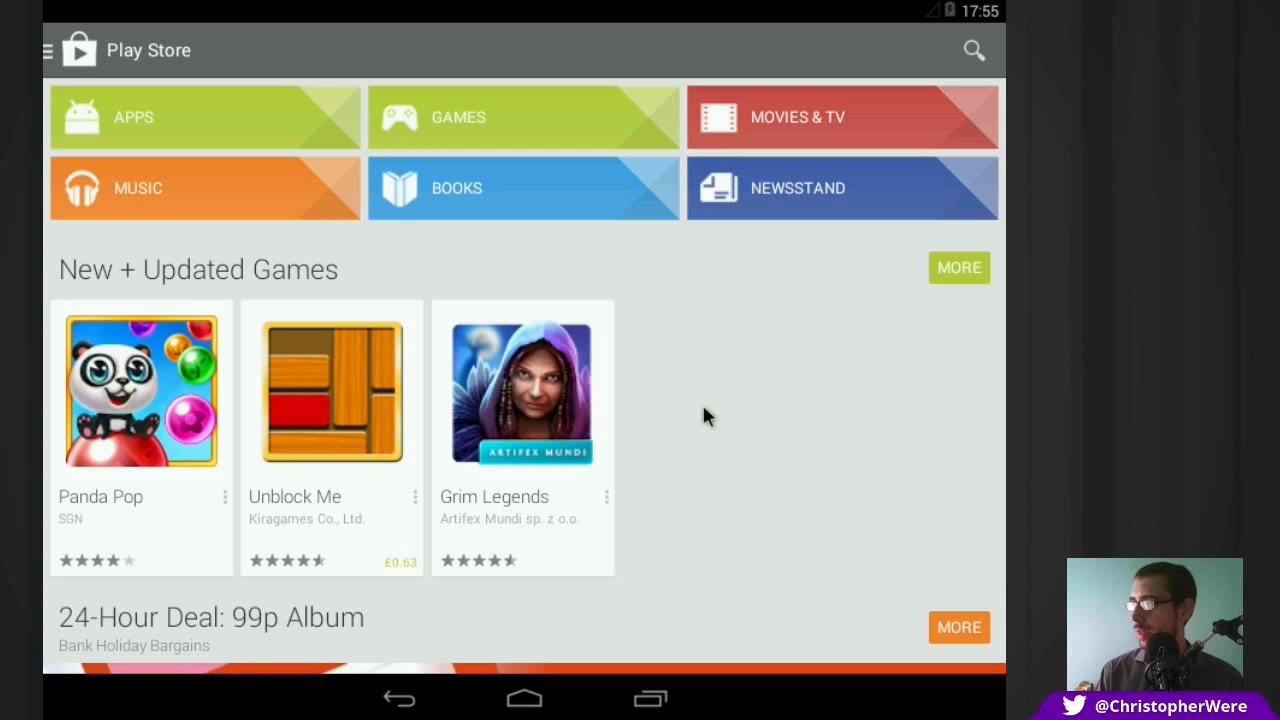 17:55
Play Store
APPS
GAMES
MOVIES & TV
MUSIC
BOOKS
NEWSSTAND
New + Updated Games
MORE
ARTIFEX MUNDI
Panda Pop
Unblock Me
Grim Legends
SGN
Kiragames Co., Ltd.
Artifex Mundi sp. z o.o.
£0.63
24-Hour Deal: 99p Album
MORE
Bank Holiday Bargains
@ChristopherWere